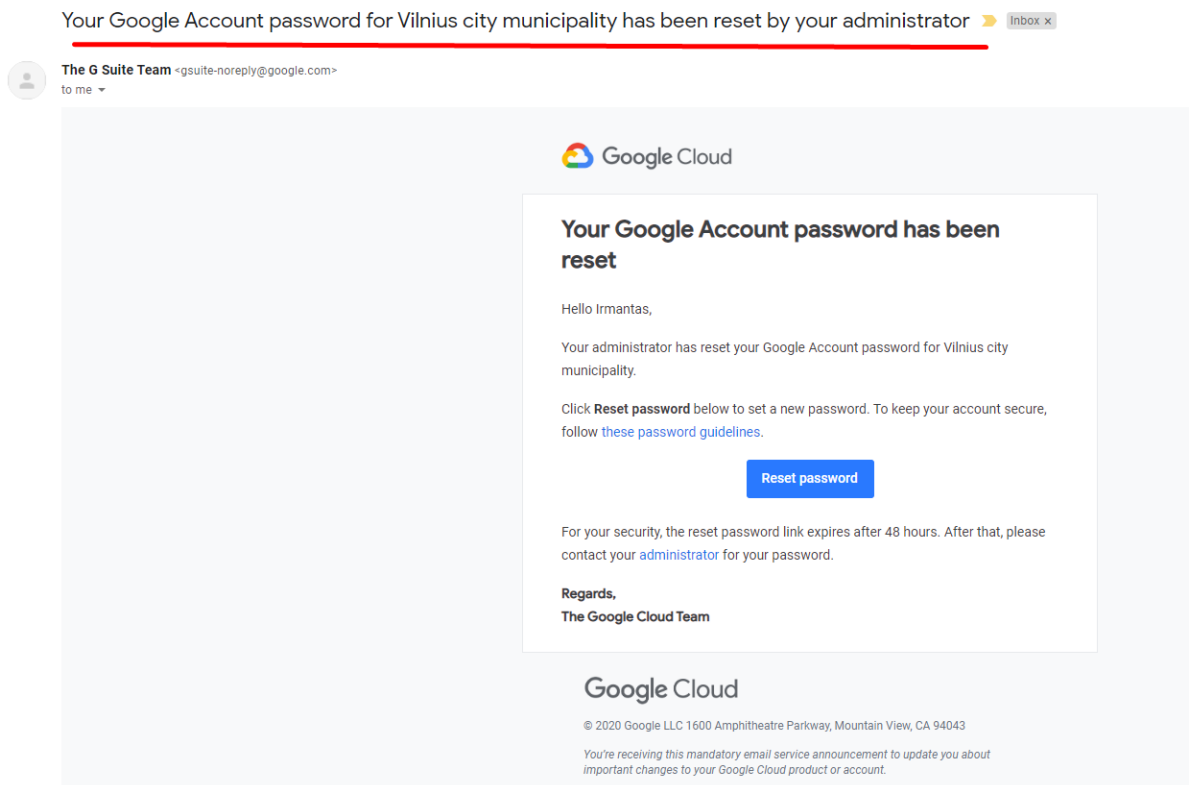 Your Google Account password for Vilnius city municipality has been reset by your administrator
Inbox x
The G Suite Team <gsuite-noreply@google.com>
to me
Google Cloud
Your Google Account password has been
reset
Hello Irmantas,
Your administrator has reset your Google Account password for Vilnius city
municipality.
Click Reset password below to set a new password. To keep your account secure,
follow these password guidelines.
Reset password
For your security, the reset password link expires after 48 hours. After that, please
contact your administrator for your password.
Regards,
The Google Cloud Team
Google Cloud
© 2020 Google LLC 1600 Amphitheatre Parkway, Mountain View, CA 94043
You're receiving this mandatory email service announcement to update you about
important changes to your Google Cloud product or account.